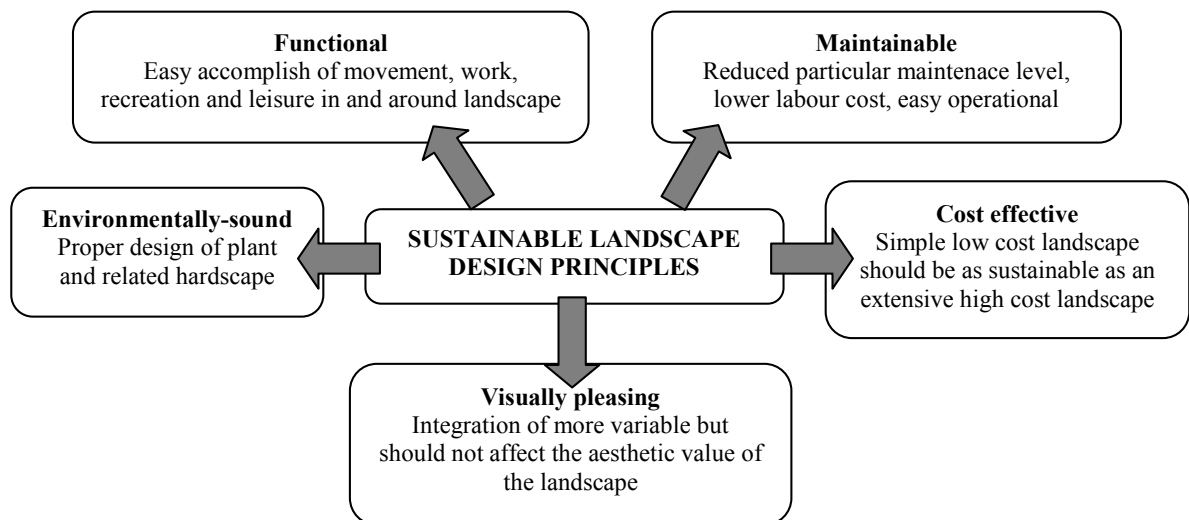 Functional
Easy accomplish of movement, work,
recreation and leisure in and around landscape
Maintainable
Reduced particular maintenace level,
lower labour cost, easy operational
Environmentally-sound
Proper design of plant
and related hardscape
SUSTAINABLE LANDSCAPE
DESIGN PRINCIPLES
Cost effective
Simple low cost landscape
should be as sustainable as an
extensive high cost landscape
Visually pleasing
Integration of more variable but
should not affect the aesthetic value of
the landscape